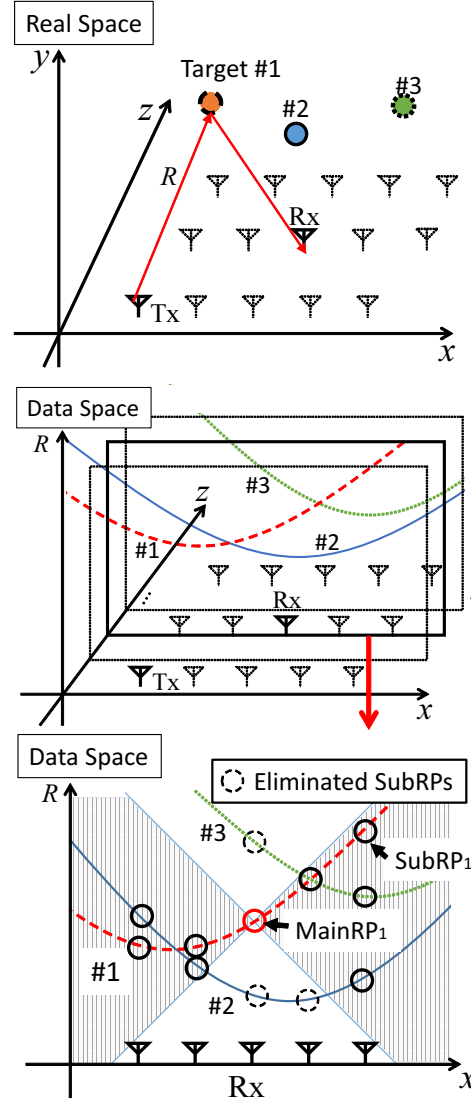 Real Space
y
Target #1
#3
z
#2
R
Rx
Tx
x
Data Space
R
#3
z
#1
#2
...
Rx
Tx
x
Data Space
Eliminated SubRPs
R
#3
SubRP1
MainRP1
#1
#2
Rx
x